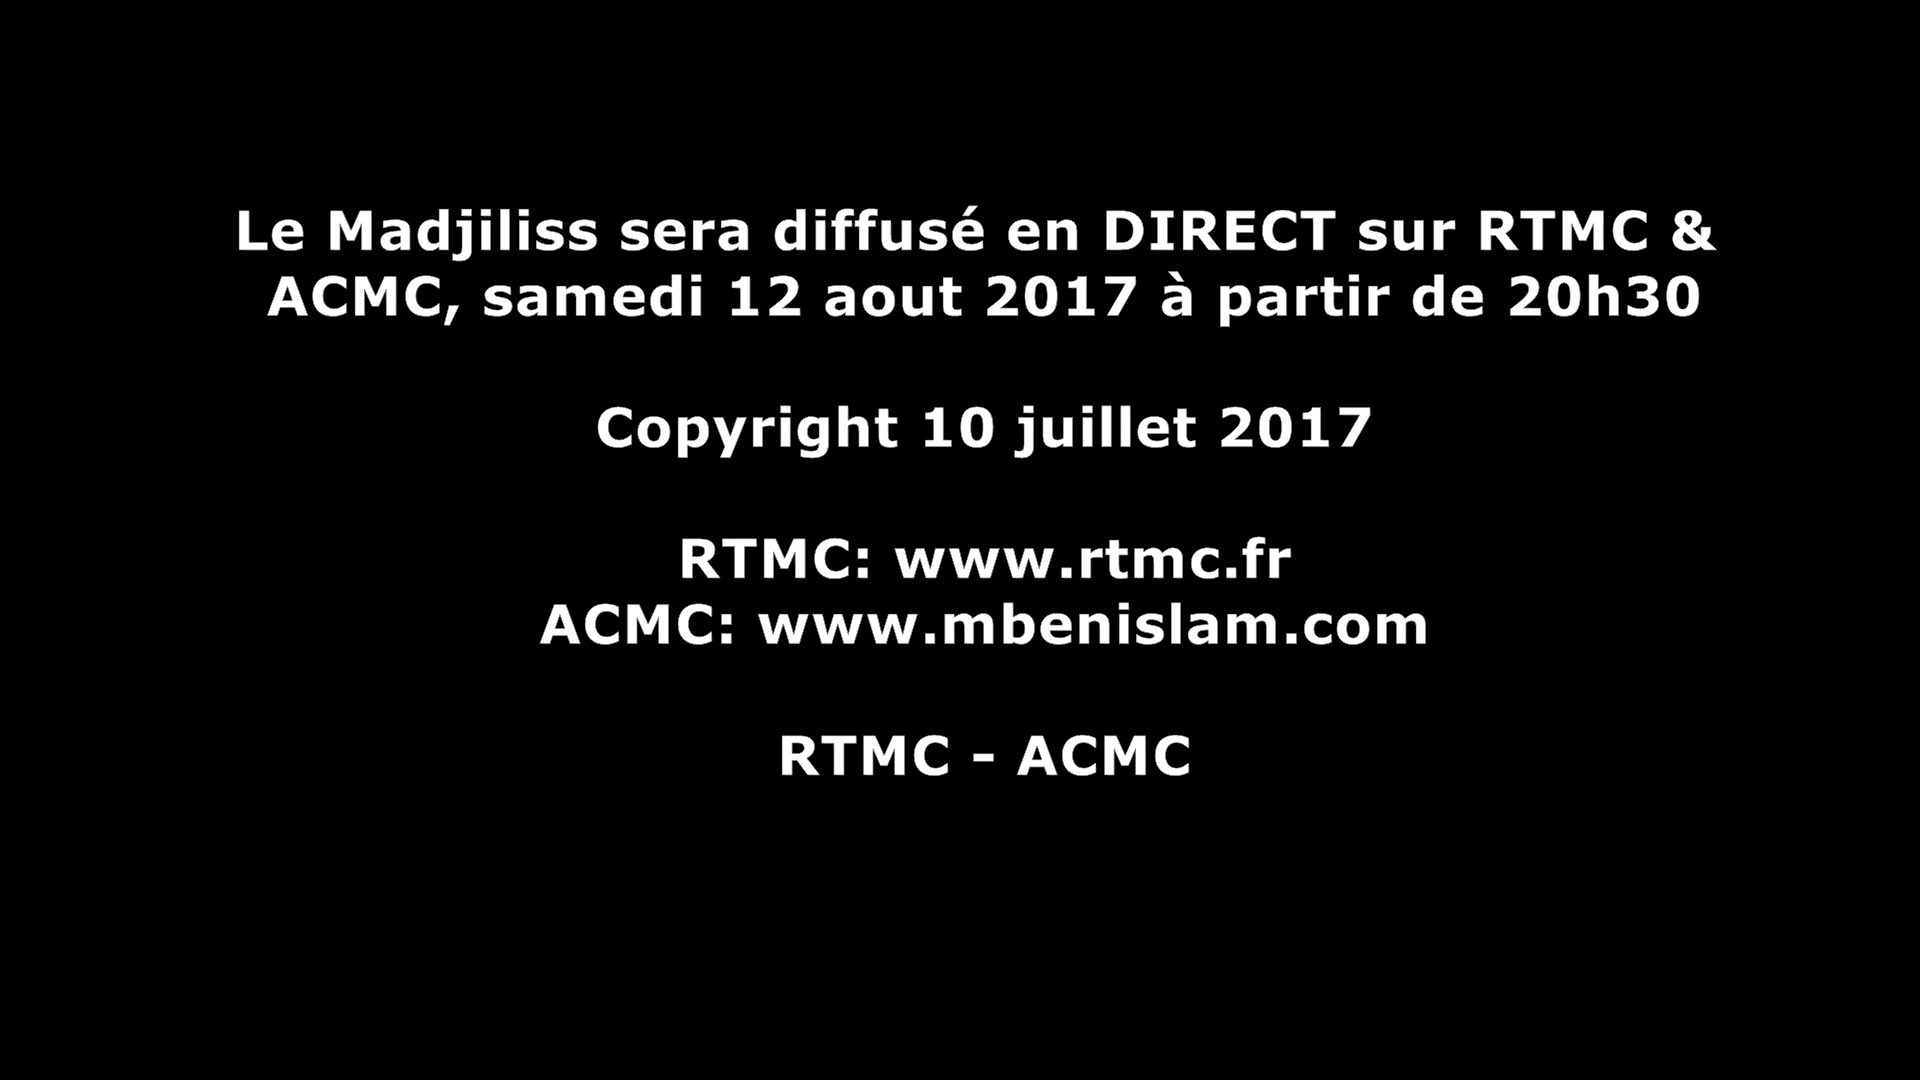 Le Madjiliss sera diffusé en DIRECT sur RTMC &
ACMC, samedi 12 aout 2017 à partir de 20h30
Copyright 10 juillet 2017
RTMC: www.rtmc.fr
ACMC: www.mbenislam.com
RTMC - ACMC